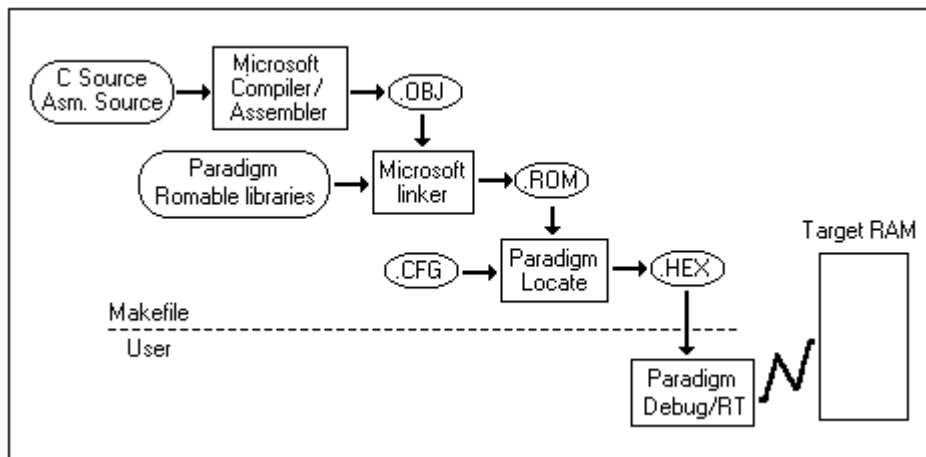 C Source
Asm. Source
Microsoft
Compiler/
Assembler
.OBJ
Paradigm
Romable libraries
Microsoft
linker
.ROM
Target RAM
.CFG
Paradigm
Locate
.HEX
Makefile
User
Paradigm
Debug/RT